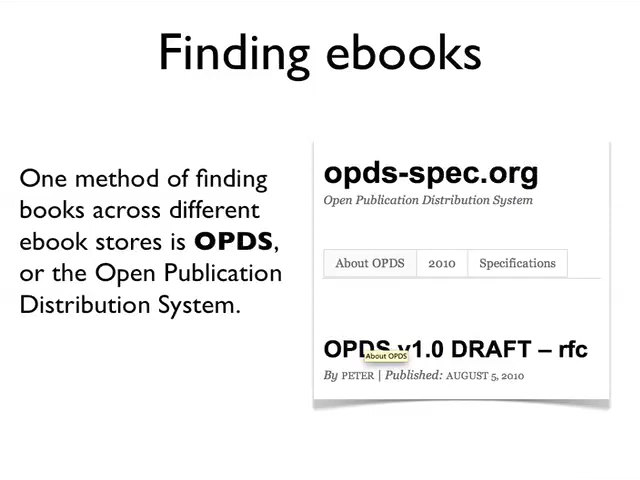 Finding ebooks
One method of finding
books across different
ebook stores is OPDS,
or the Open Publication
Distribution System.
opds-spec.org
Open Publication Distribution System
About OPDS 2010 Specifications
OPDS v1.0 DRAFT – rfc
About OPDS
By PETER | Published: AUGUST 5, 2010